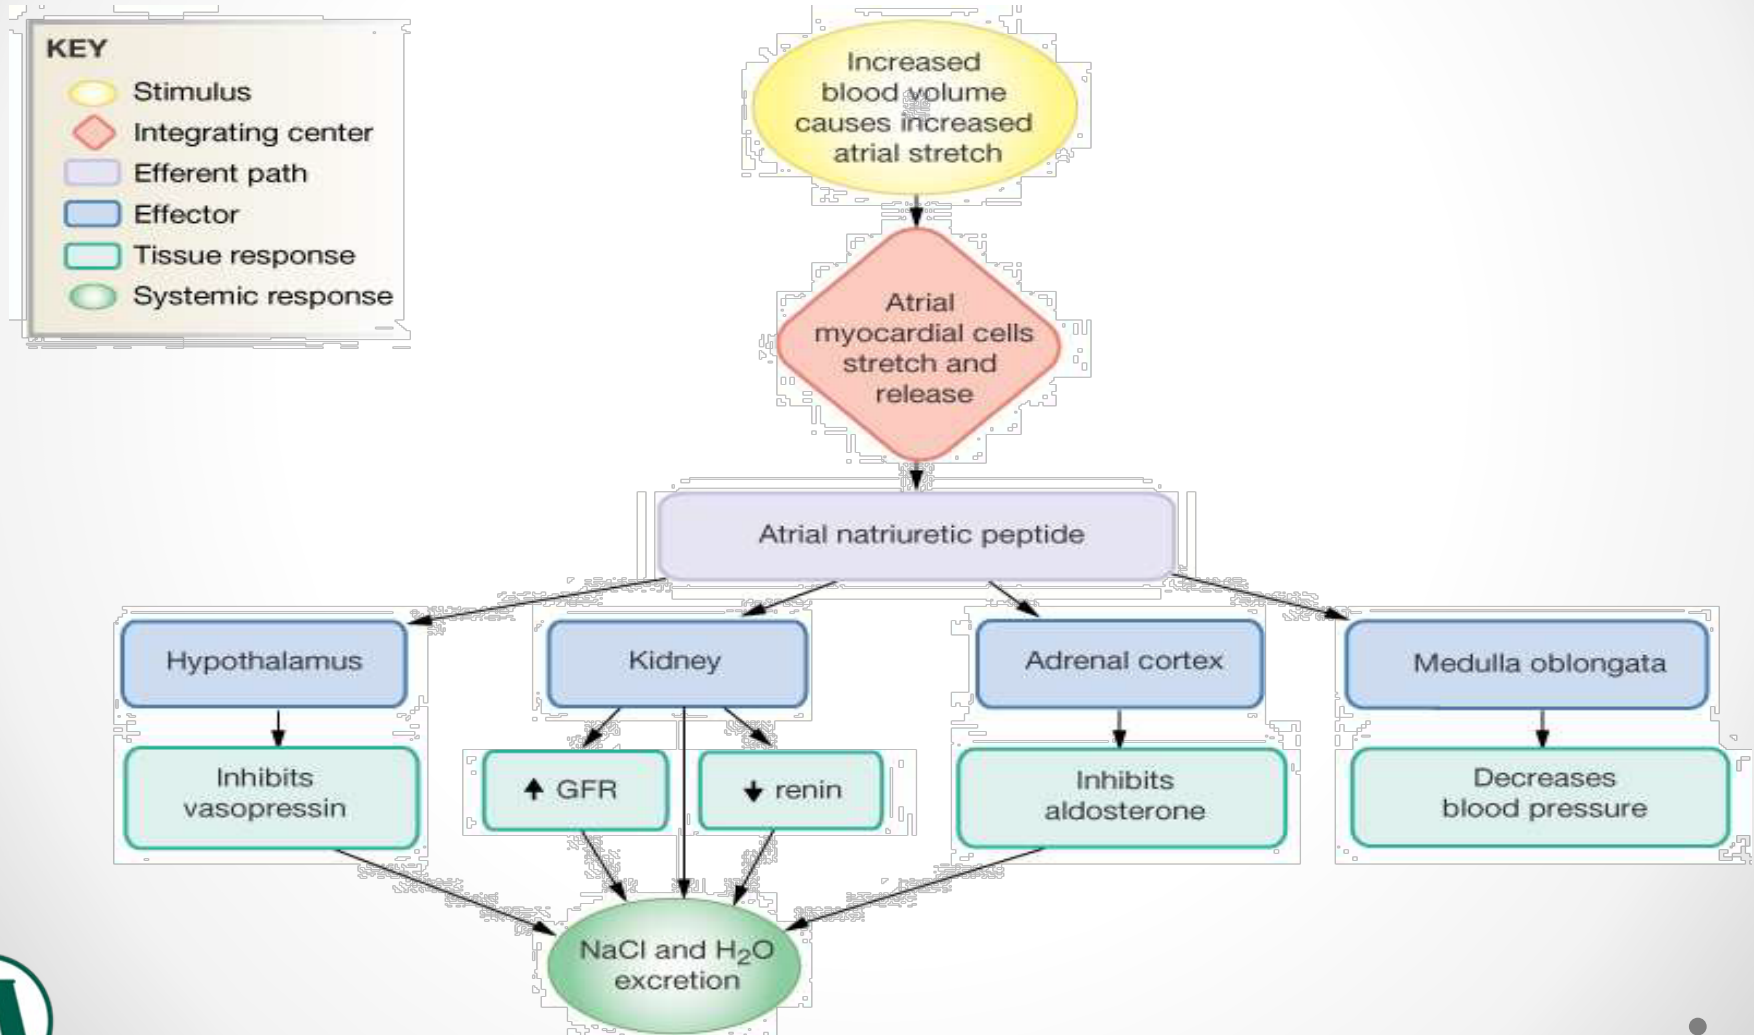 KEY
Stimulus
Integrating center
Efferent path
Effector
Tissue response
Systemic response
Increased
blood volume
causes increased
atrial stretch
Atrial
myocardial cells
stretch and
release
Atrial natriuretic peptide
Hypothalamus
Kidney
Adrenal cortex
Medulla oblongata
Inhibits
vasopressin
↑ GFR
↓ renin
Inhibits
aldosterone
Decreases
blood pressure
NaCl and H₂O
excretion